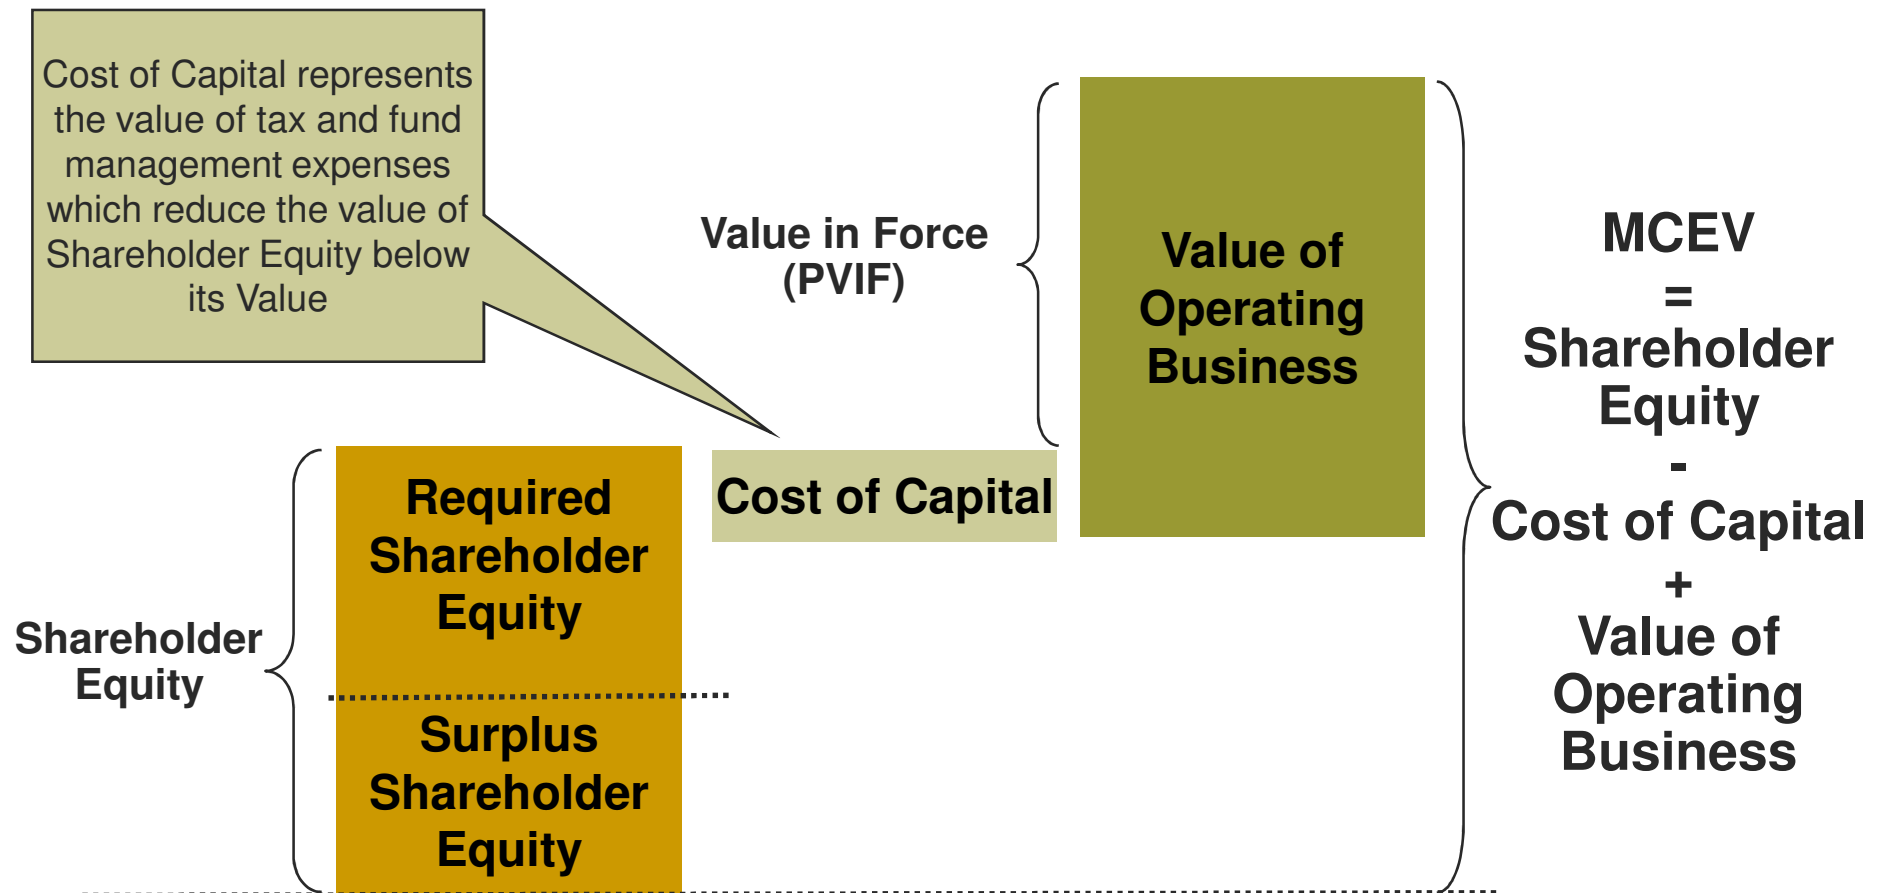 Cost of Capital represents
the value of tax and fund
management expenses
which reduce the value of
Shareholder Equity below
its Value
Value in Force
(PVIF)
Value of
Operating
Business
MCEV
=
Shareholder
Equity
-
Cost of Capital
+
Value of
Operating
Business
Cost of Capital
Shareholder
Equity
Required
Shareholder
Equity
Surplus
Shareholder
Equity